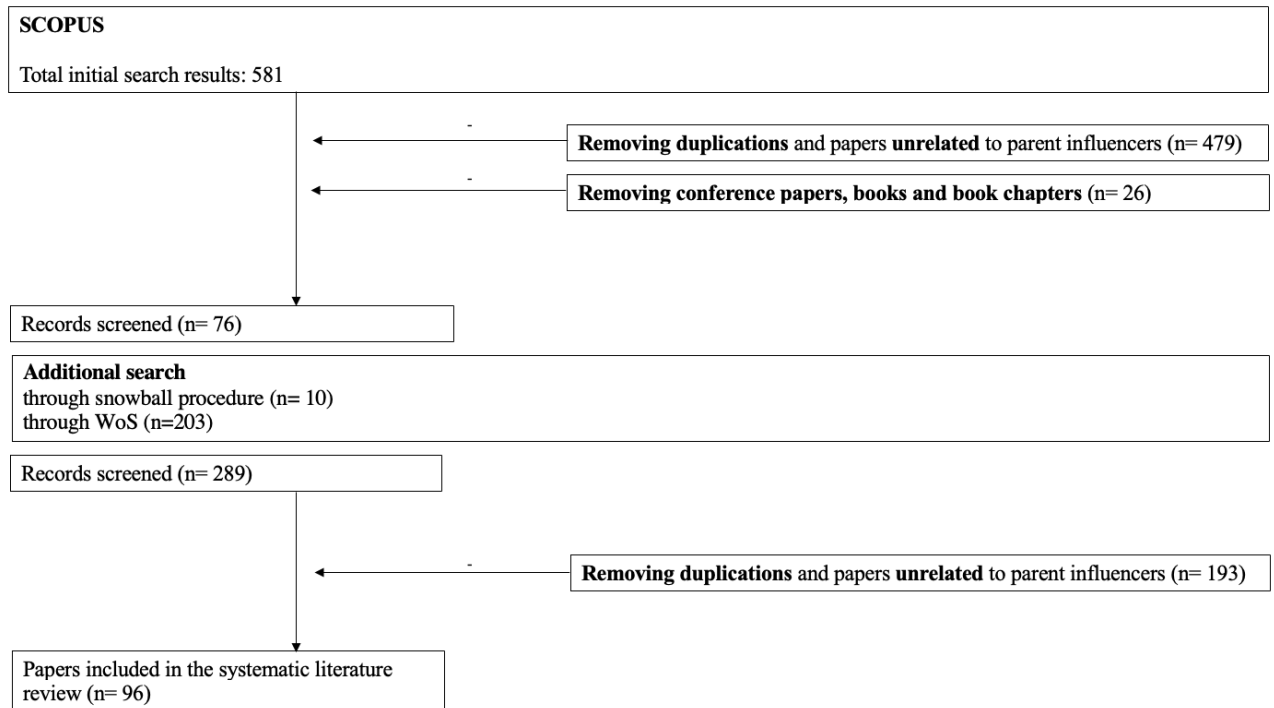 SCOPUS
Total initial search results: 581
-
Removing duplications and papers unrelated to parent influencers (n= 479)
-
Removing conference papers, books and book chapters (n= 26)
Records screened (n= 76)
Additional search
through snowball procedure (n= 10)
through WoS (n=203)
Records screened (n= 289)
-
Removing duplications and papers unrelated to parent influencers (n= 193)
Papers included in the systematic literature
review (n= 96)